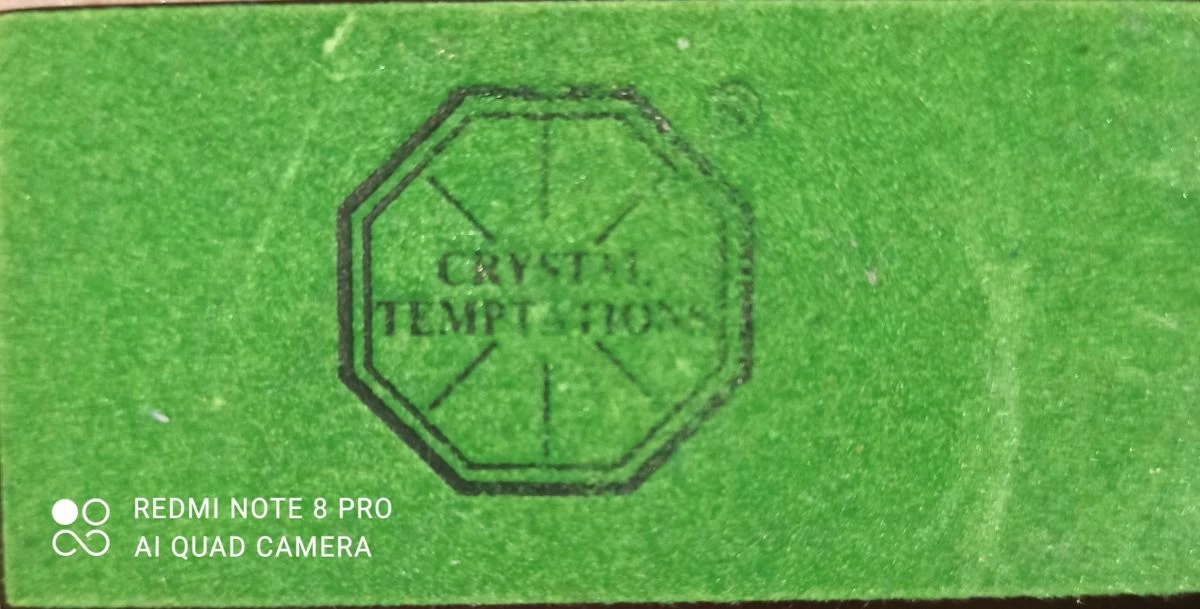 ®
CRYSTAL
TEMPTATIONS
REDMI NOTE 8 PRO
AI QUAD CAMERA